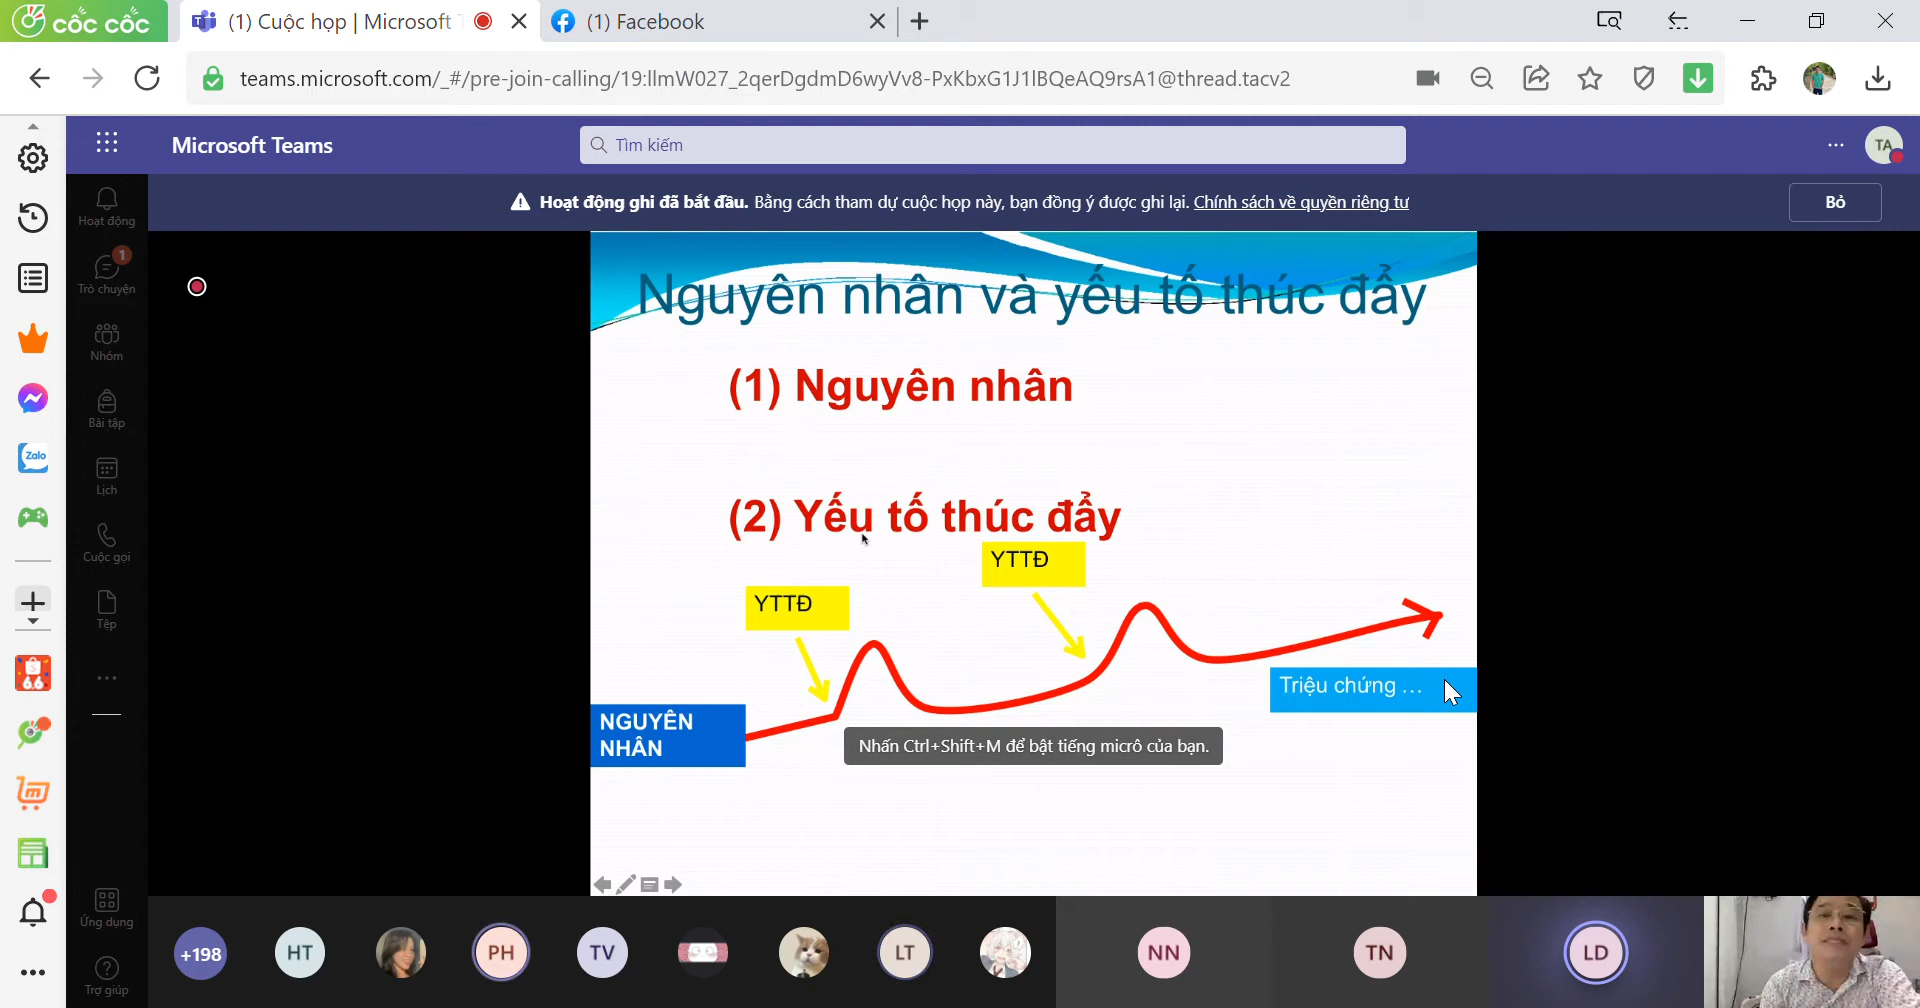 cốc cốc
(1) Cuộc họp | Microsoft T
(1) Facebook
teams.microsoft.com/_#/pre-join-calling/19:llmW027_2qerDgdmD6wyVv8-PxKbxG1J1lBQeAQ9rsA1@thread.tacv2
Microsoft Teams
Tìm kiếm
TA
Hoạt động ghi đã bắt đầu. Bằng cách tham dự cuộc họp này, bạn đồng ý được ghi lại. Chính sách về quyền riêng tư
Bỏ
Hoạt động
1
Trò chuyện
Nhóm
Bài tập
Zalo
Lịch
Cuộc gọi
Tệp
6.6
Ứng dụng
Trợ giúp
Nguyên nhân và yếu tố thúc đẩy
(1) Nguyên nhân
(2) Yếu tố thúc đẩy
YTTĐ
YTTĐ
Triệu chứng ...
NGUYÊN
NHÂN
Nhấn Ctrl+Shift+M để bật tiếng micrô của bạn.
+198
HT
PH
TV
LT
NN
TN
LD